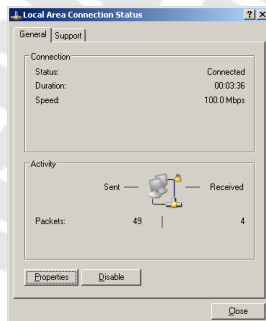 Local Area Connection Status
General Support
Connection
Status: Connected
Duration: 00:03:36
Speed: 100.0 Mbps
Activity
Sent Received
Packets: 49 4
Properties Disable
Close